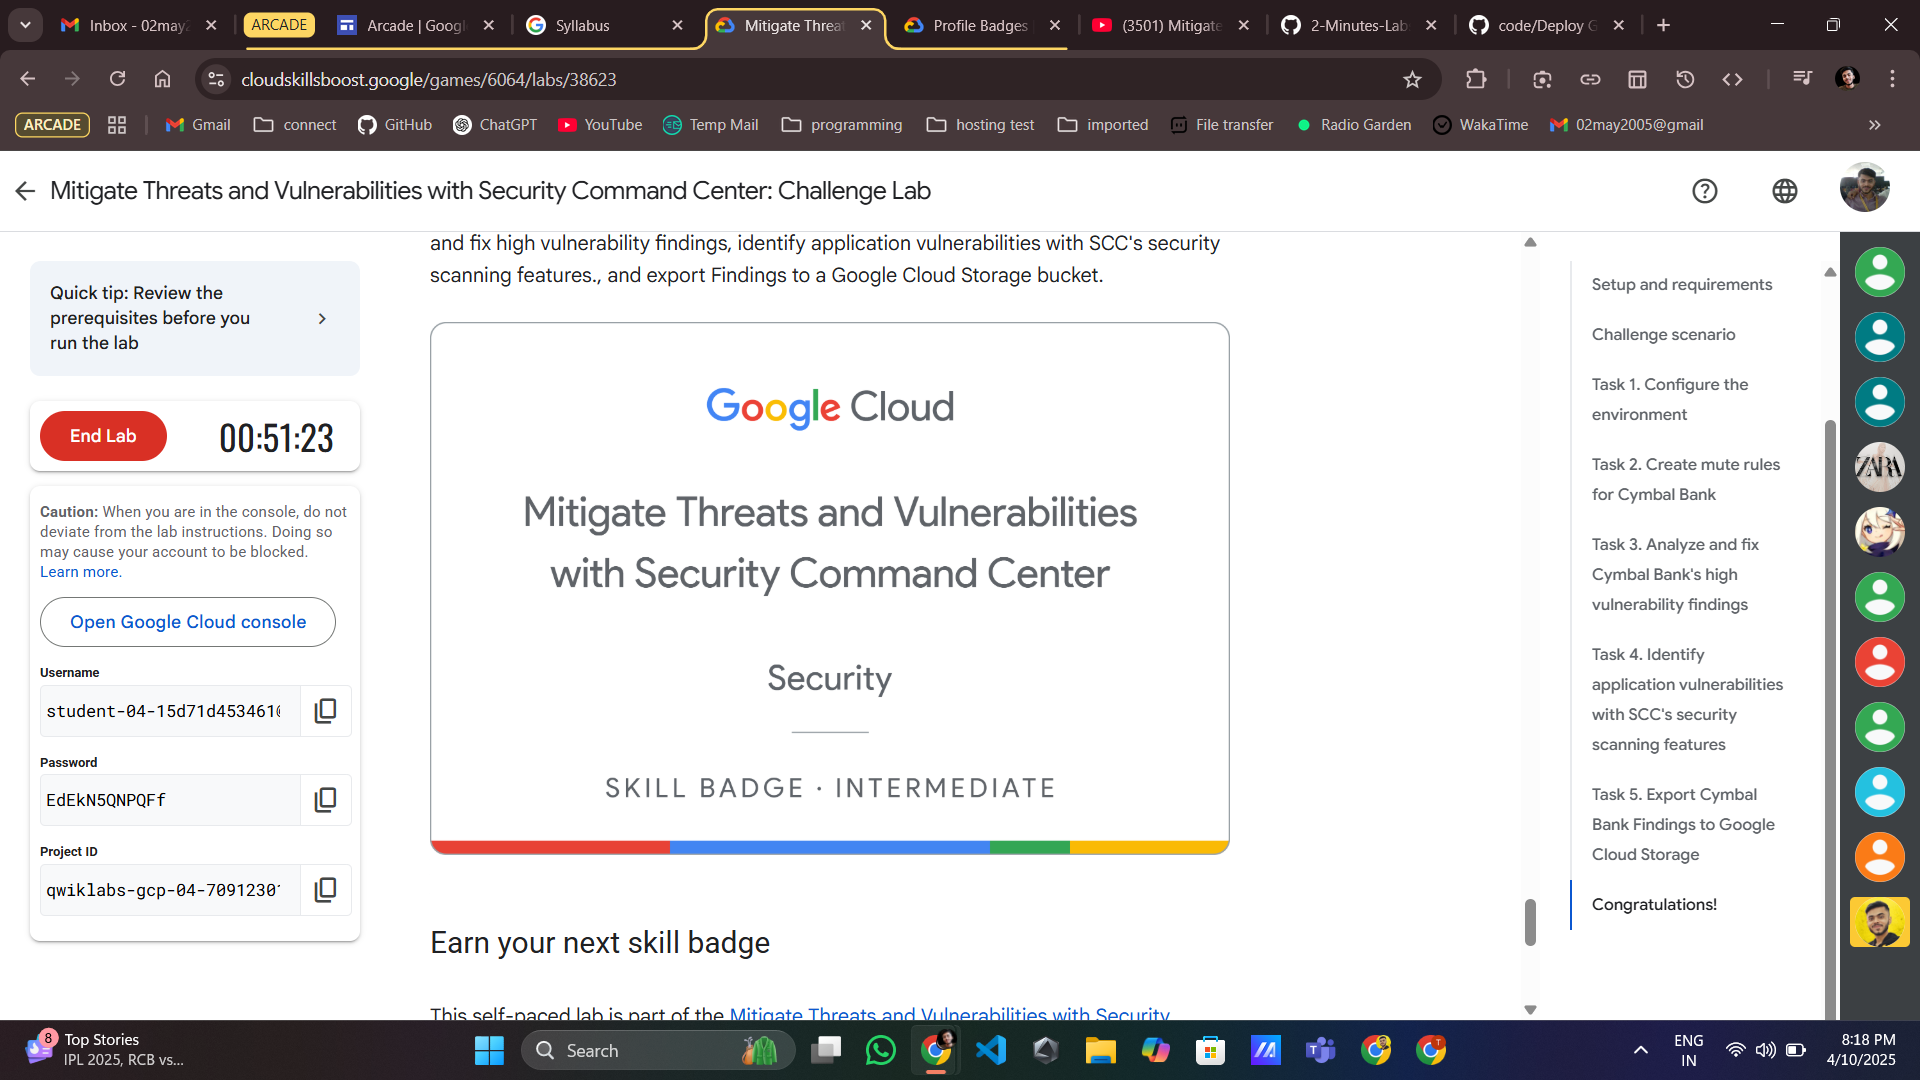 Inbox - 02may2
ARCADE
Arcade | Googl
Syllabus
Mitigate Threat
Profile Badges
(3501) Mitigate
2-Minutes-Lab
code/Deploy G
cloudskillsboost.google/games/6064/labs/38623
ARCADE
Gmail
connect
GitHub
ChatGPT
YouTube
Temp Mail
programming
hosting test
imported
File transfer
Radio Garden
WakaTime
02may2005@gmail
Mitigate Threats and Vulnerabilities with Security Command Center: Challenge Lab
Quick tip: Review the
prerequisites before you
run the lab
End Lab
00:51:23
Caution: When you are in the console, do not
deviate from the lab instructions. Doing so
may cause your account to be blocked.
Learn more.
Open Google Cloud console
Username
student-04-15d71d453461@
Password
EdEkN5QNPQFf
Project ID
qwiklabs-gcp-04-70912301
and fix high vulnerability findings, identify application vulnerabilities with SCC's security
scanning features., and export Findings to a Google Cloud Storage bucket.
Google Cloud
Mitigate Threats and Vulnerabilities
with Security Command Center
Security
SKILL BADGE · INTERMEDIATE
Earn your next skill badge
This self-paced lab is part of the Mitigate Threats and Vulnerabilities with Security
Setup and requirements
Challenge scenario
Task 1. Configure the
environment
Task 2. Create mute rules
for Cymbal Bank
Task 3. Analyze and fix
Cymbal Bank's high
vulnerability findings
Task 4. Identify
application vulnerabilities
with SCC's security
scanning features
Task 5. Export Cymbal
Bank Findings to Google
Cloud Storage
Congratulations!
ZARA
8
Top Stories
IPL 2025, RCB vs...
Search
T
ENG
IN
8:18 PM
4/10/2025